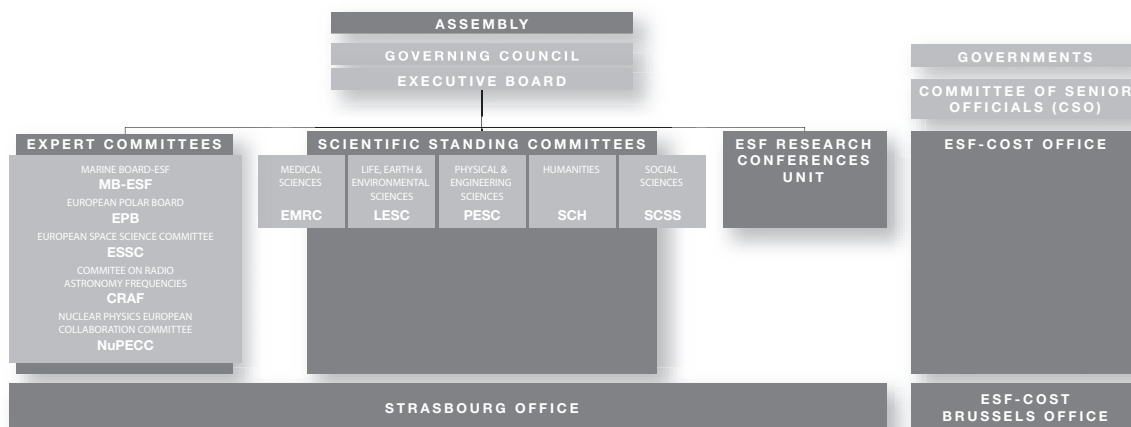 ASSEMBLY
GOVERNING COUNCIL
EXECUTIVE BOARD
GOVERNMENTS
COMMITTEE OF SENIOR
OFFICIALS (CSO)
EXPERT COMMITTEES
MARINE BOARD-ESF
MB-ESF
EUROPEAN POLAR BOARD
EPB
EUROPEAN SPACE SCIENCE COMMITTEE
ESSC
COMMITEE ON RADIO
ASTRONOMY FREQUENCIES
CRAF
NUCLEAR PHYSICS EUROPEAN
COLLABORATION COMMITTEE
NuPECC
SCIENTIFIC STANDING COMMITTEES
MEDICAL
SCIENCES
EMRC
LIFE, EARTH &
ENVIRONMENTAL
SCIENCES
LESC
PHYSICAL &
ENGINEERING
SCIENCES
PESC
HUMANITIES
SCH
SOCIAL
SCIENCES
SCSS
ESF RESEARCH
CONFERENCES
UNIT
ESF-COST OFFICE
STRASBOURG OFFICE
ESF-COST
BRUSSELS OFFICE